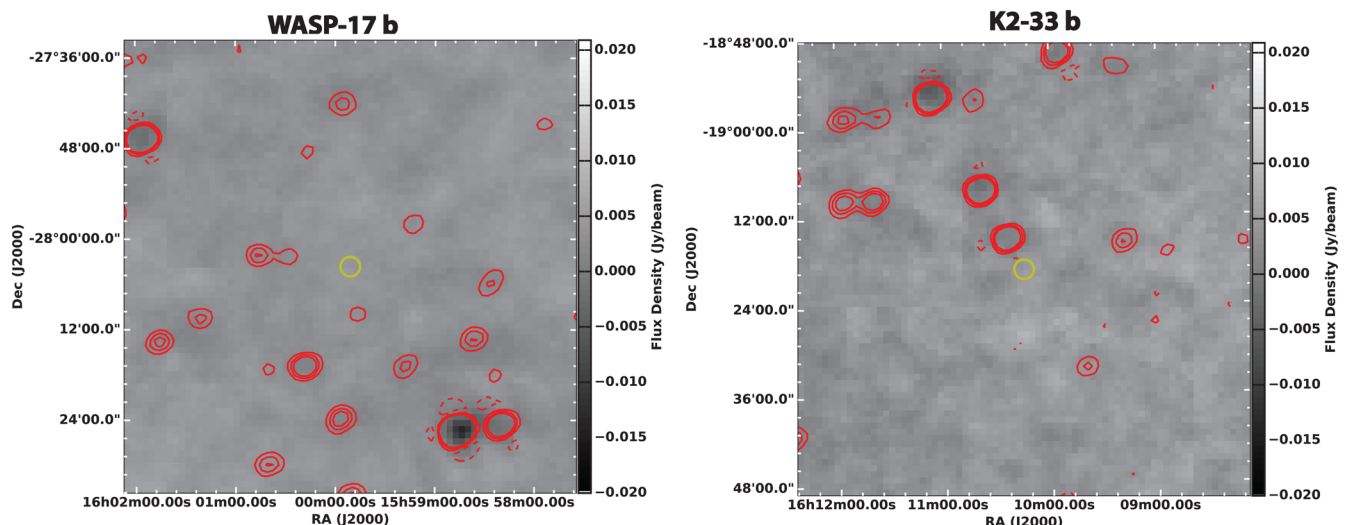 WASP-17 b
-27°36'00.0"
48'00.0"
-28°00'00.0"
12'00.0"
24'00.0"
Dec (J2000)
16h02m00.00s 01m00.00s 00m00.00s 15h59m00.00s 58m00.00s
RA (J2000)
0.020
0.015
0.010
0.005
0.000
−0.005
−0.010
−0.015
−0.020
Flux Density (Jy/beam)
K2-33 b
-18°48'00.0"
-19°00'00.0"
12'00.0"
24'00.0"
36'00.0"
48'00.0"
Dec (J2000)
16h12m00.00s 11m00.00s 10m00.00s 09m00.00s
RA (J2000)
0.020
0.015
0.010
0.005
0.000
−0.005
−0.010
−0.015
−0.020
Flux Density (Jy/beam)